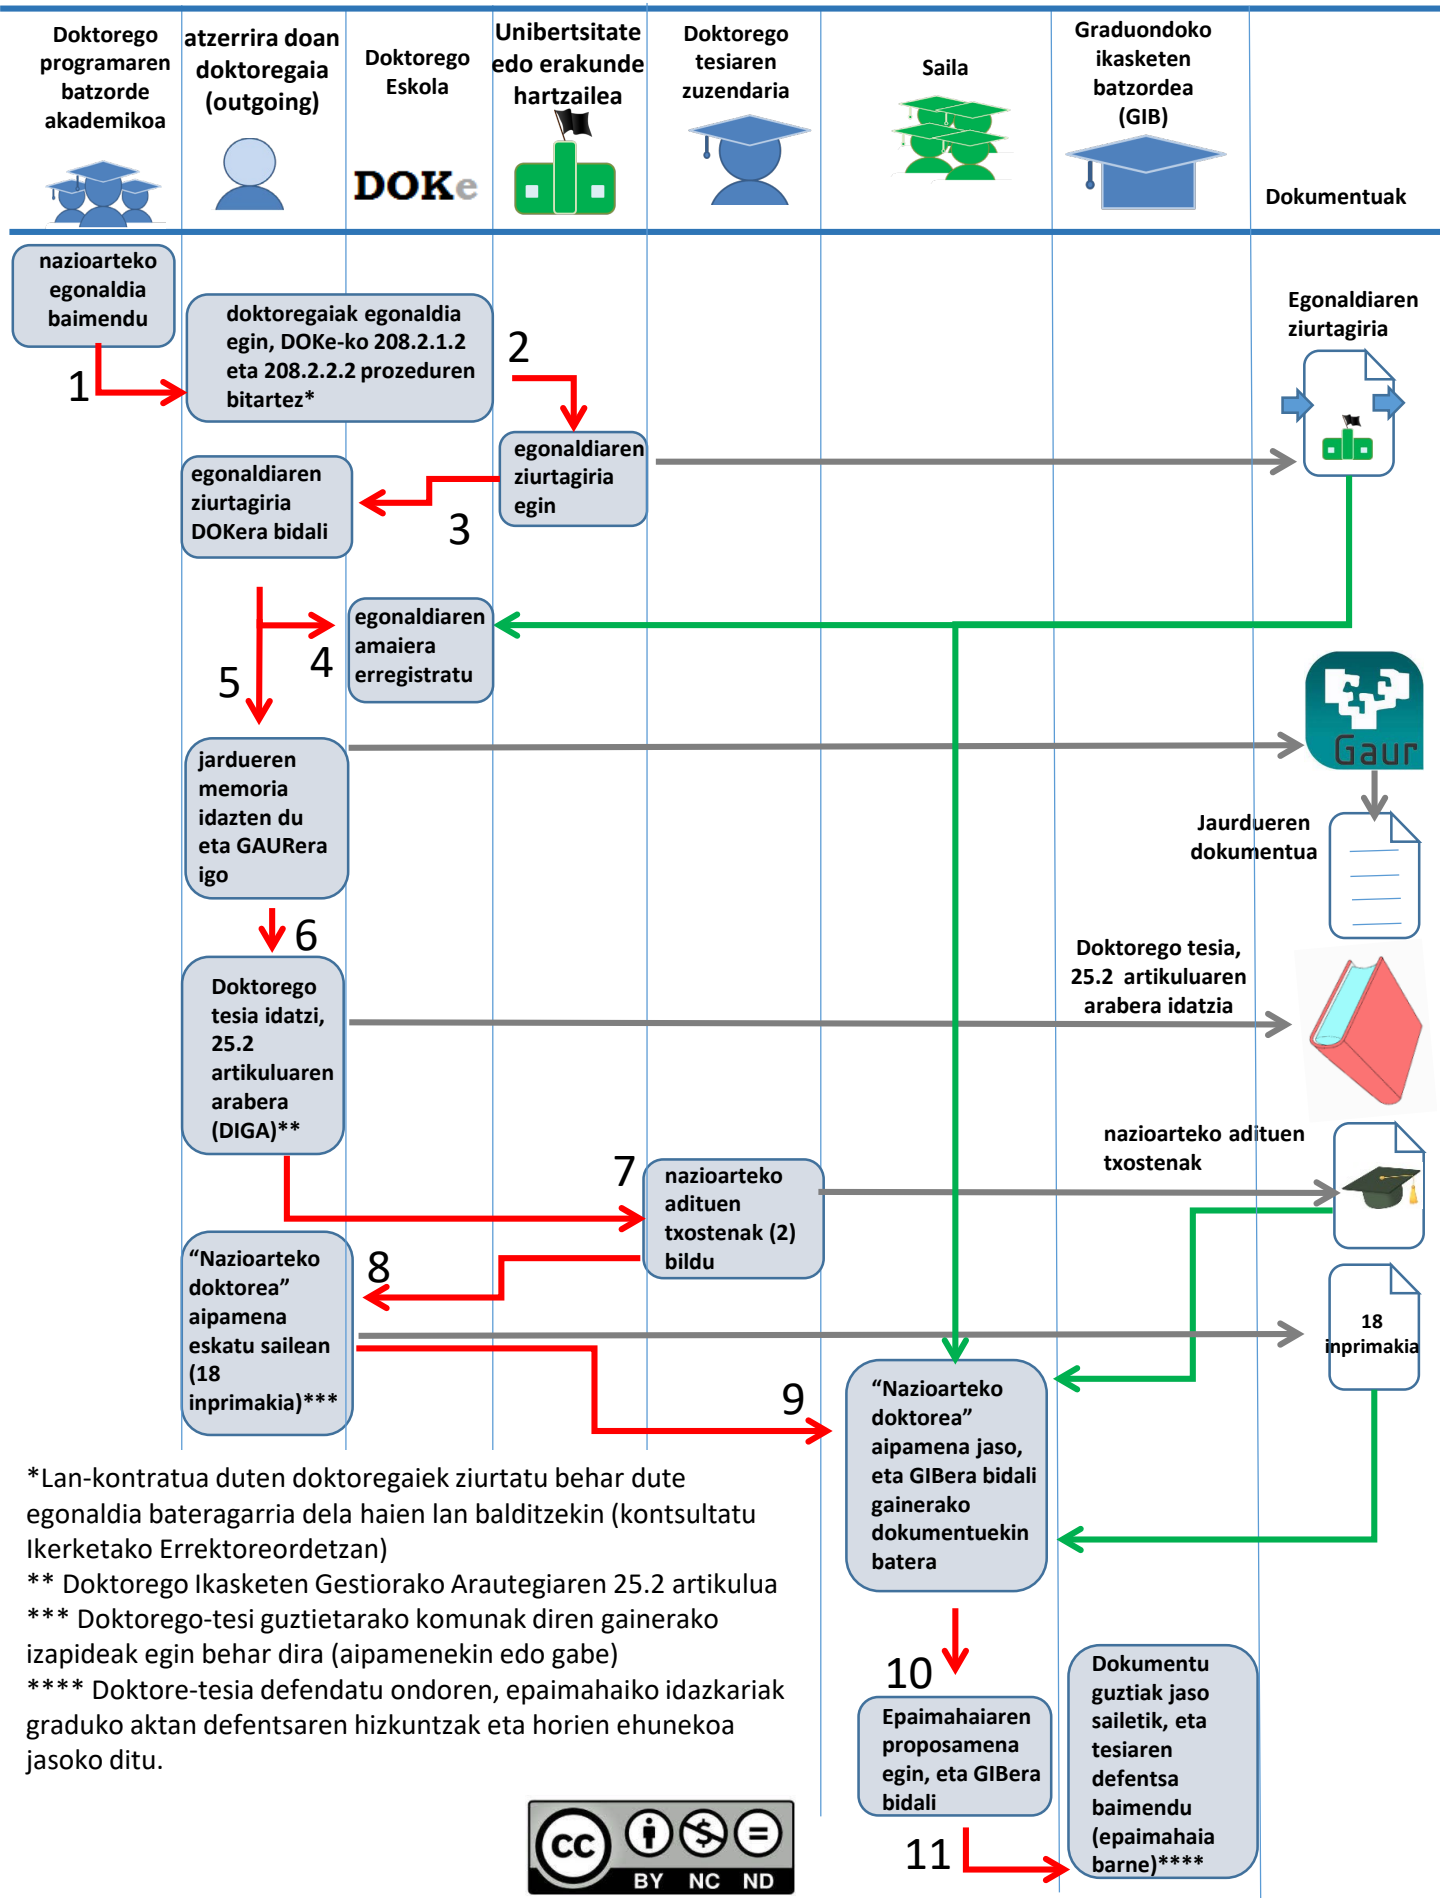 Doktorego
programaren
batzorde
akademikoa
atzerrira doan
doktoregaia
(outgoing)
Doktorego
Eskola
DOKe
Unibertsitate
edo erakunde
hartzailea
Doktorego
tesiaren
zuzendaria
Saila
Graduondoko
ikasketen
batzordea
(GIB)
Dokumentuak
nazioarteko
egonaldia
baimendu
1
doktoregaiak egonaldia
egin, DOKe-ko 208.2.1.2
eta 208.2.2.2 prozeduren
bitartez*
2
Egonaldiaren
ziurtagiria
egonaldiaren
ziurtagiria
egin
egonaldiaren
ziurtagiria
DOKera bidali
3
egonaldiaren
amaiera
erregistratu
4
5
Gaur
jardueren
memoria
idazten du
eta GAURera
igo
Jaurdueren
dokumentua
6
Doktorego
tesia idatzi,
25.2
artikuluaren
arabera
(DIGA)**
Doktorego tesia,
25.2 artikuluaren
arabera idatzia
7
nazioarteko
adituen
txostenak (2)
bildu
nazioarteko adituen
txostenak
8
“Nazioarteko
doktorea”
aipamena
eskatu sailean
(18
inprimakia)***
18
inprimakia
9
“Nazioarteko
doktorea”
aipamena jaso,
eta GIBera bidali
gainerako
dokumentuekin
batera
*Lan-kontratua duten doktoregaiek ziurtatu behar dute
egonaldia bateragarria dela haien lan balditzekin (kontsultatu
Ikerketako Errektoreordetzan)
** Doktorego Ikasketen Gestiorako Arautegiaren 25.2 artikulua
*** Doktorego-tesi guztietarako komunak diren gainerako
izapideak egin behar dira (aipamenekin edo gabe)
**** Doktore-tesia defendatu ondoren, epaimahaiko idazkariak
graduko aktan defentsaren hizkuntzak eta horien ehunekoa
jasoko ditu.
10
Epaimahaiaren
proposamena
egin, eta GIBera
bidali
11
Dokumentu
guztiak jaso
sailetik, eta
tesiaren
defentsa
baimendu
(epaimahaia
barne)****
cc
BY NC ND